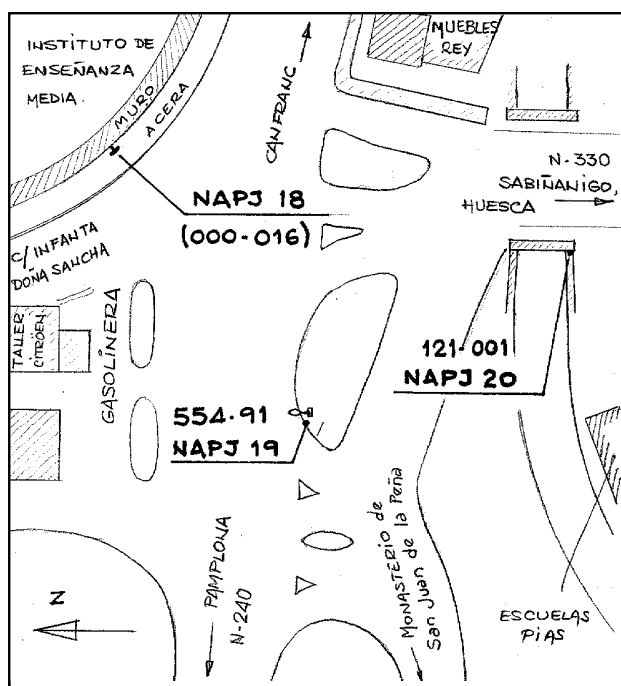 INSTITUTO DE
ENSEÑANZA
MEDIA.
MURO
ACERA
CANFRANC
MUEBLES
REY
N-330
SABIÑANIGO,
HUESCA
NAPJ 18
(000-016)
C/ INFANTA
DOÑA SANCHA
TALLER
CITRÖEN
GASOLINERA
121-001
NAPJ 20
554-91
NAPJ 19
PAMPLONA
N-240
MONASTERIO de
San Juan de la Peña
ESCUELAS
PIAS
N